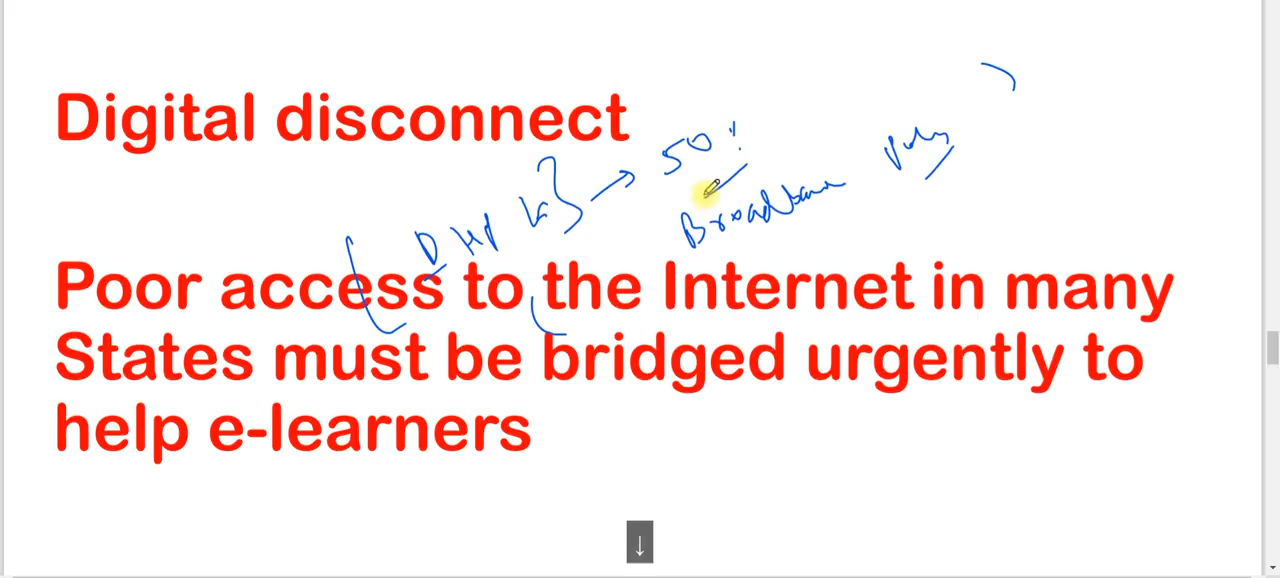 Digital disconnect
50%
Broadband
D HP K
Poor access to the Internet in many
States must be bridged urgently to
help e-learners